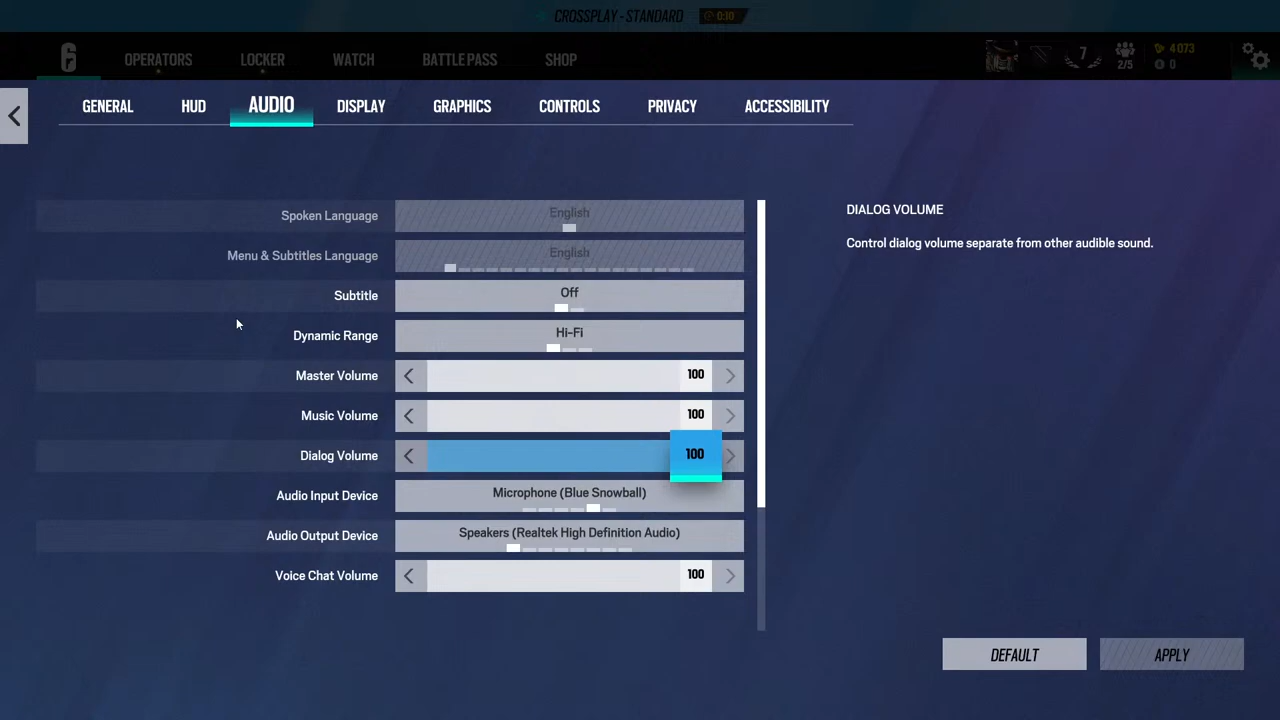 CROSSPLAY - STANDARD 0:10
6 OPERATORS LOCKER WATCH BATTLE PASS SHOP 7 2/5 4073 0
GENERAL HUD AUDIO DISPLAY GRAPHICS CONTROLS PRIVACY ACCESSIBILITY
Spoken Language English
Menu & Subtitles Language English
Subtitle Off
Dynamic Range Hi-Fi
Master Volume 100
Music Volume 100
Dialog Volume 100
Audio Input Device Microphone (Blue Snowball)
Audio Output Device Speakers (Realtek High Definition Audio)
Voice Chat Volume 100
DIALOG VOLUME
Control dialog volume separate from other audible sound.
DEFAULT APPLY